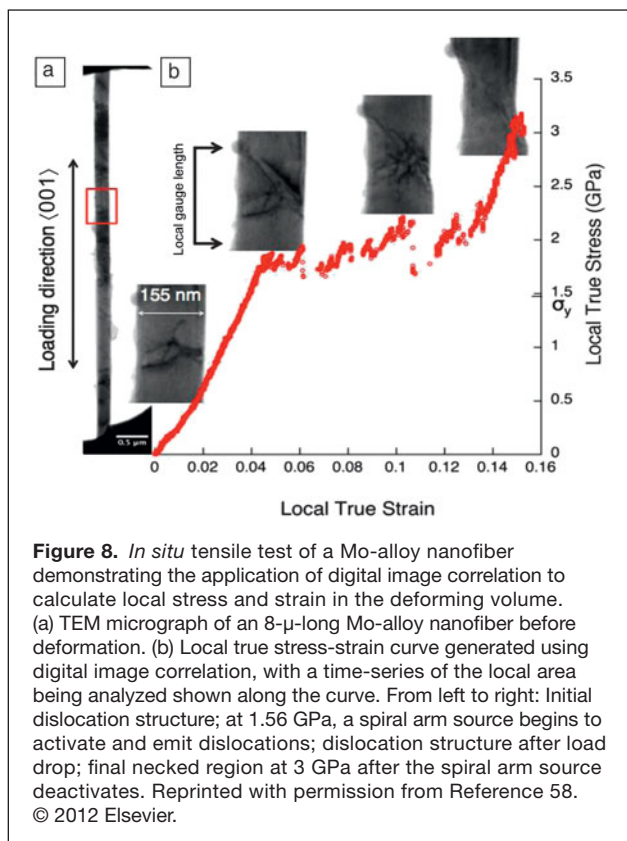 a
b
Loading direction ⟨001⟩
0.5 μm
155 nm
Local gauge length
3.5
3
2.5
2
1.5
σy
1
0.5
0
Local True Stress (GPa)
0 0.02 0.04 0.06 0.08 0.1 0.12 0.14 0.16
Local True Strain
Figure 8. In situ tensile test of a Mo-alloy nanofiber
demonstrating the application of digital image correlation to
calculate local stress and strain in the deforming volume.
(a) TEM micrograph of an 8-μ-long Mo-alloy nanofiber before
deformation. (b) Local true stress-strain curve generated using
digital image correlation, with a time-series of the local area
being analyzed shown along the curve. From left to right: Initial
dislocation structure; at 1.56 GPa, a spiral arm source begins to
activate and emit dislocations; dislocation structure after load
drop; final necked region at 3 GPa after the spiral arm source
deactivates. Reprinted with permission from Reference 58.
© 2012 Elsevier.